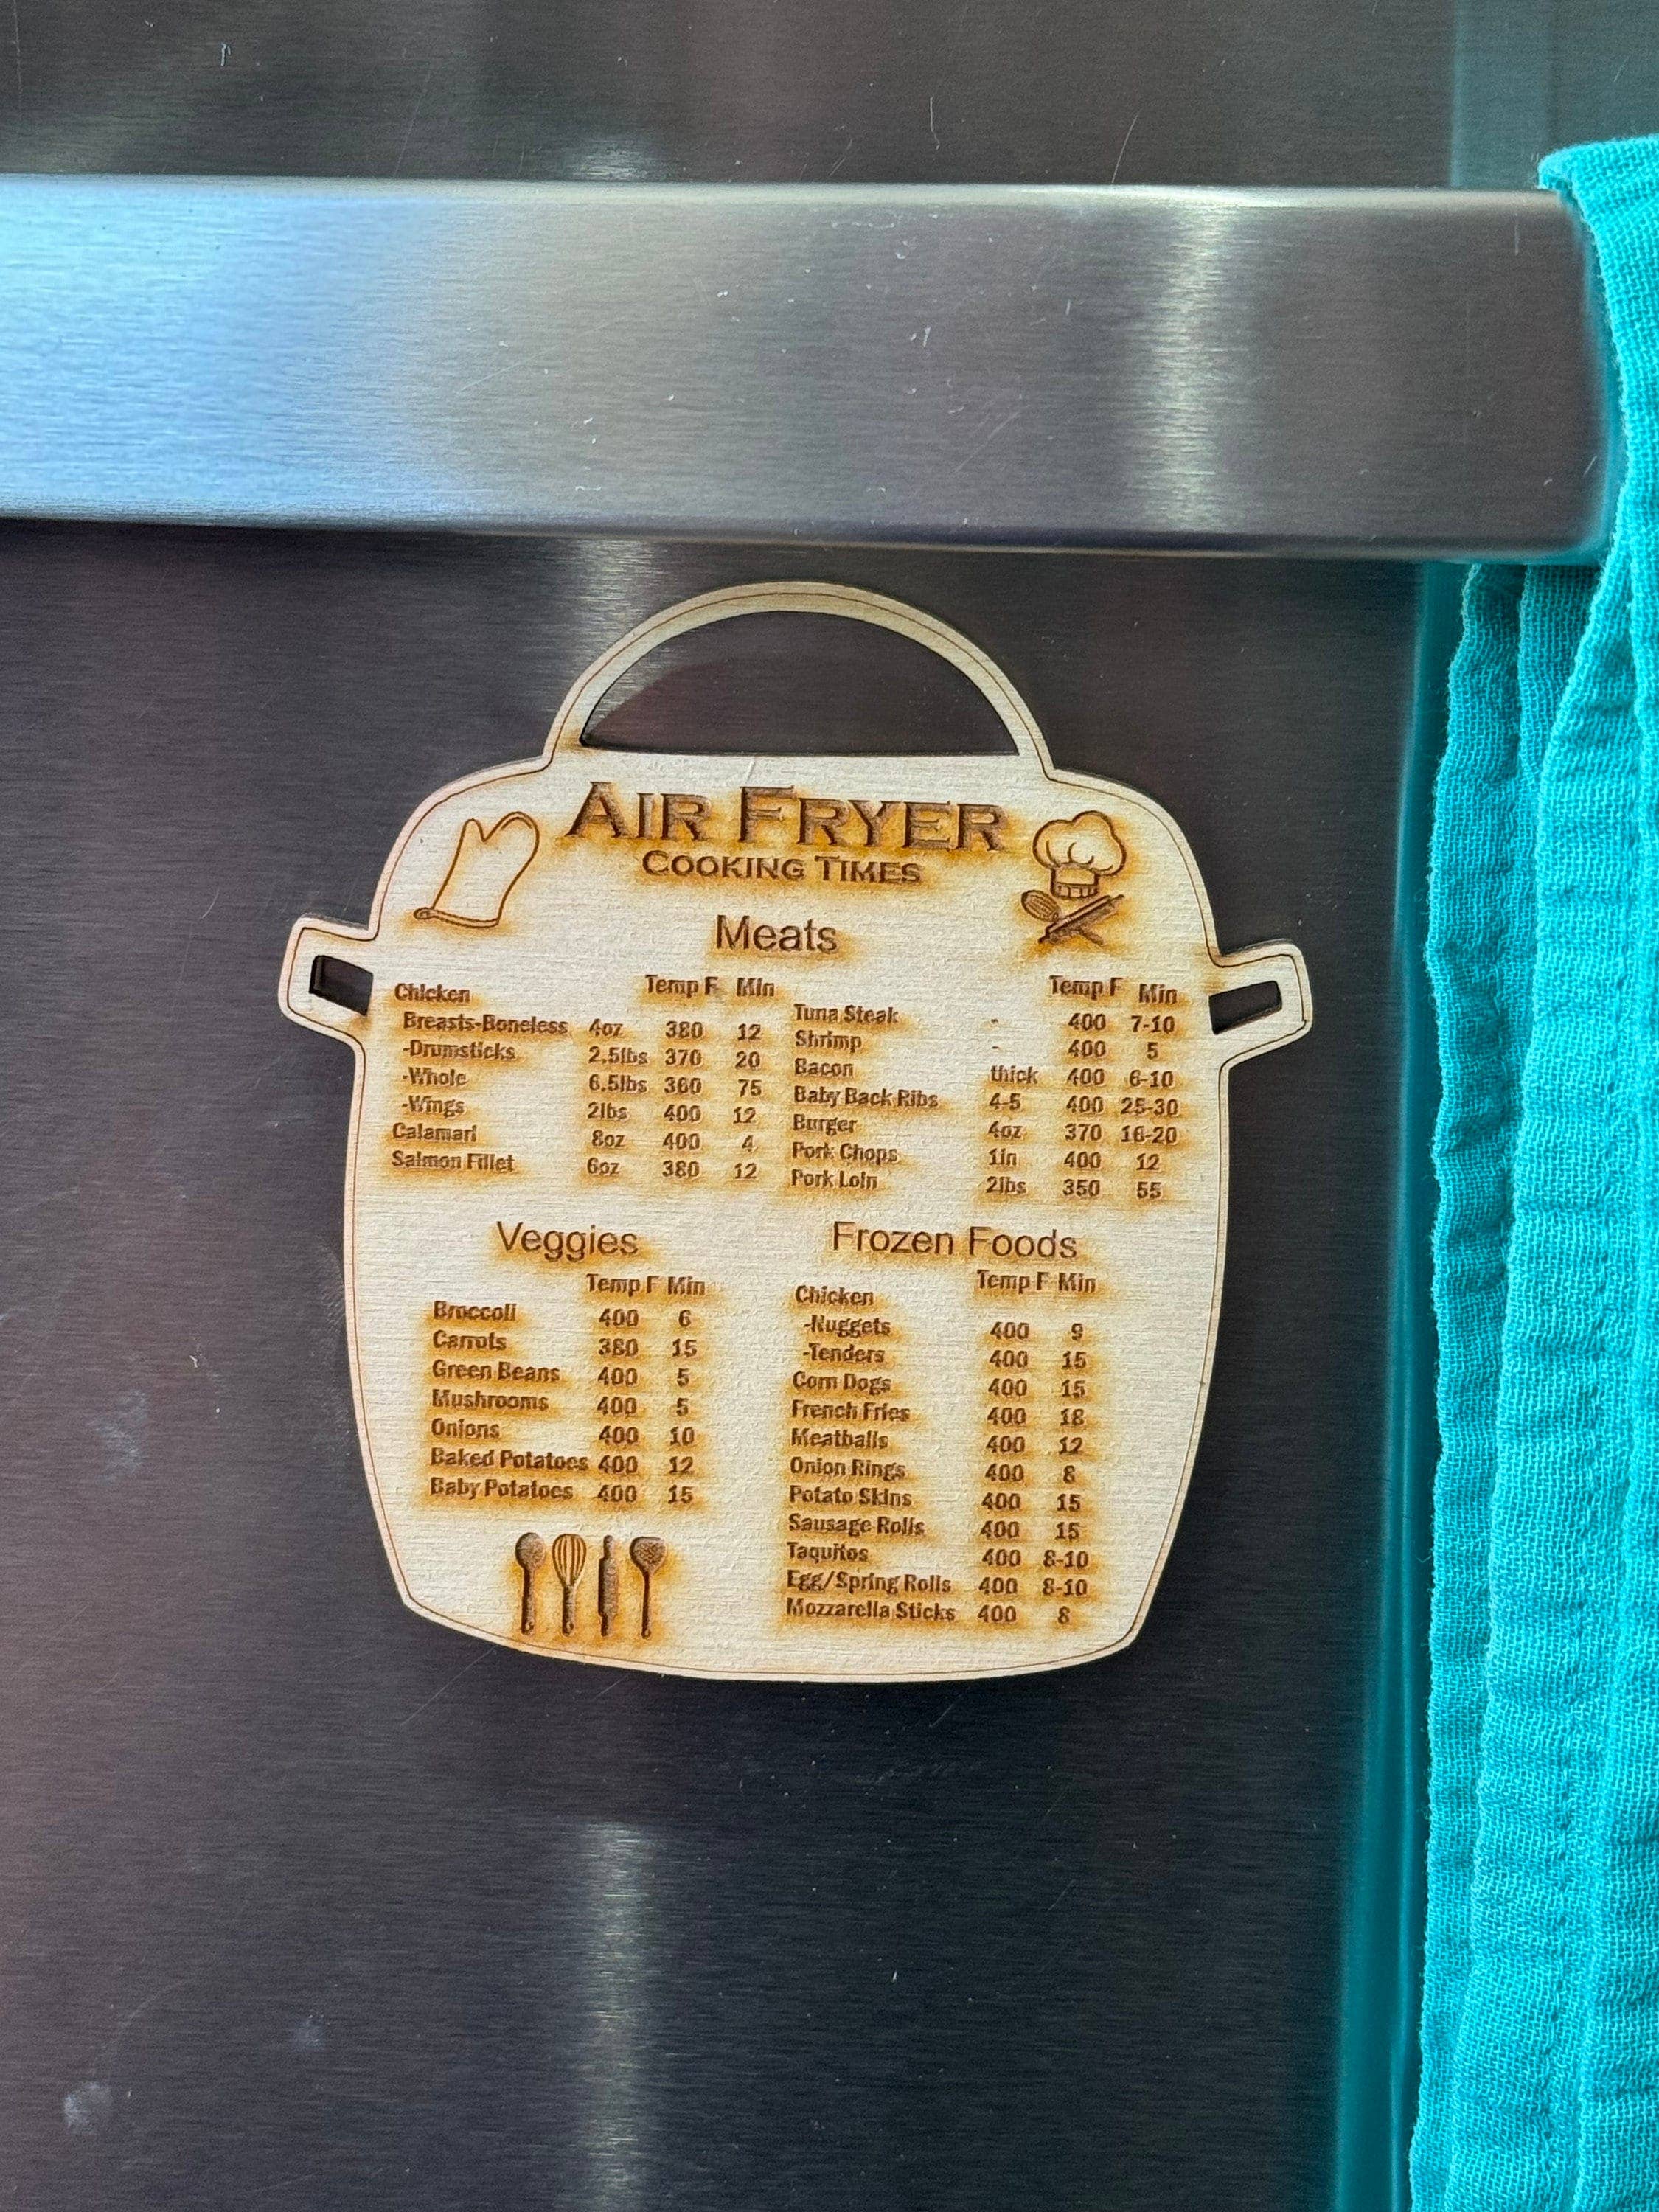 AIR FRYER
COOKING TIMES
Meats
Temp F Min
Chicken
Breasts-Boneless 4oz 380 12
-Drumsticks 2.5lbs 370 20
-Whole 6.5lbs 360 75
-Wings 2lbs 400 12
Calamari 8oz 400 4
Salmon Fillet 6oz 380 12
Temp F Min
Tuna Steak - 400 7-10
Shrimp - 400 5
Bacon thick 400 6-10
Baby Back Ribs 4-5 400 25-30
Burger 4oz 370 16-20
Pork Chops 1in 400 12
Pork Loin 2lbs 350 55
Veggies
Temp F Min
Broccoli 400 6
Carrots 380 15
Green Beans 400 5
Mushrooms 400 5
Onions 400 10
Baked Potatoes 400 12
Baby Potatoes 400 15
Frozen Foods
Temp F Min
Chicken
-Nuggets 400 9
-Tenders 400 15
Corn Dogs 400 15
French Fries 400 18
Meatballs 400 12
Onion Rings 400 8
Potato Skins 400 15
Sausage Rolls 400 15
Taquitos 400 8-10
Egg/Spring Rolls 400 8-10
Mozzarella Sticks 400 8